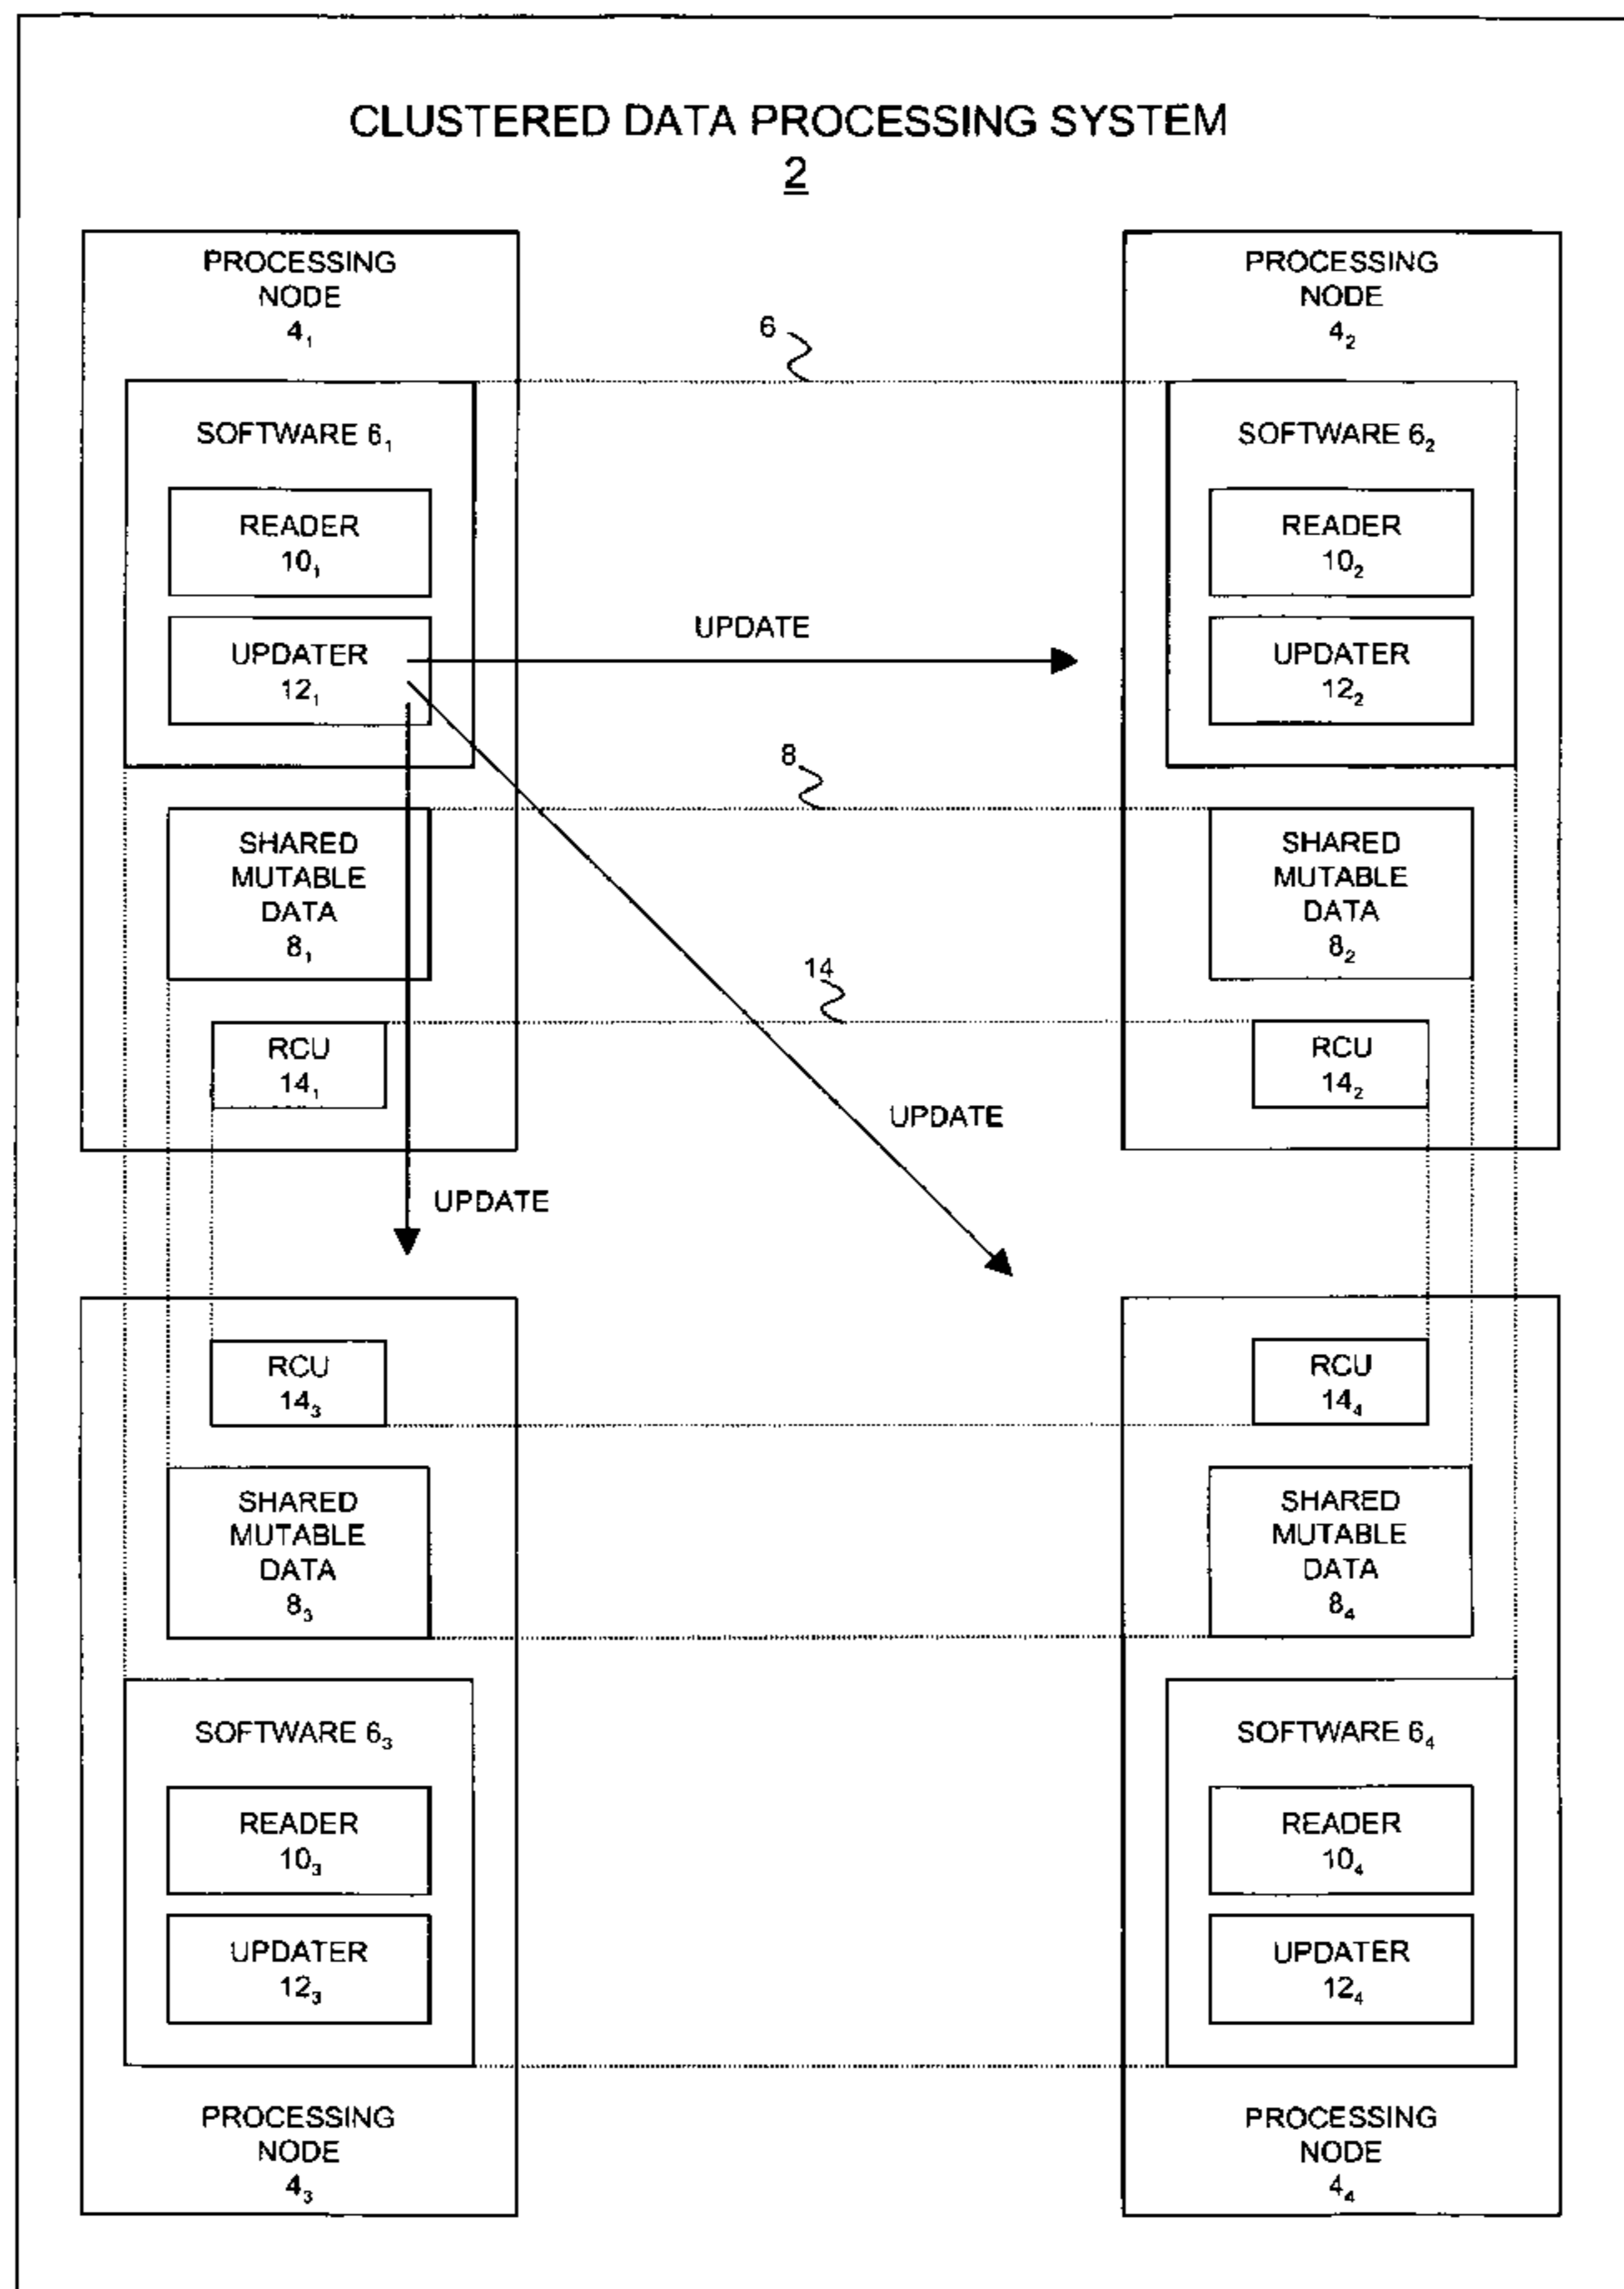 CLUSTERED DATA PROCESSING SYSTEM
2
PROCESSING
NODE
4₁
SOFTWARE 6₁
READER
10₁
UPDATER
12₁
SHARED
MUTABLE
DATA
8₁
RCU
14₁
6
UPDATE
8
14
UPDATE
UPDATE
PROCESSING
NODE
4₂
SOFTWARE 6₂
READER
10₂
UPDATER
12₂
SHARED
MUTABLE
DATA
8₂
RCU
14₂
RCU
14₃
SHARED
MUTABLE
DATA
8₃
SOFTWARE 6₃
READER
10₃
UPDATER
12₃
PROCESSING
NODE
4₃
RCU
14₄
SHARED
MUTABLE
DATA
8₄
SOFTWARE 6₄
READER
10₄
UPDATER
12₄
PROCESSING
NODE
4₄